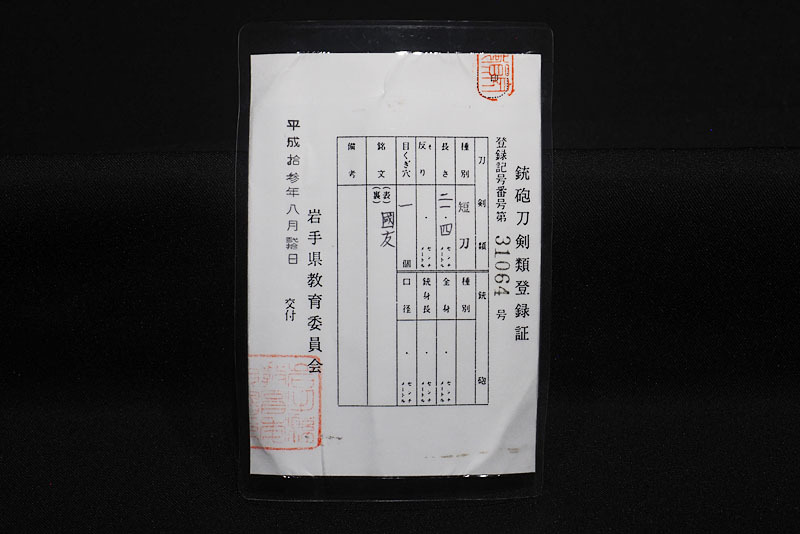 銃砲刀剣類登録証
登録記号番号第 31064 号
刀剣類 銃砲
種別 短刀 種別
長さ 二一・四 センチメートル 全身 ・ センチメートル
反り ・ センチメートル 銃身長 ・ センチメートル
目くぎ穴 一 個 口径 ・ センチメートル
銘文 (表) 國友
(裏)
備考
岩手県教育委員会
平成拾参年八月 日 交付